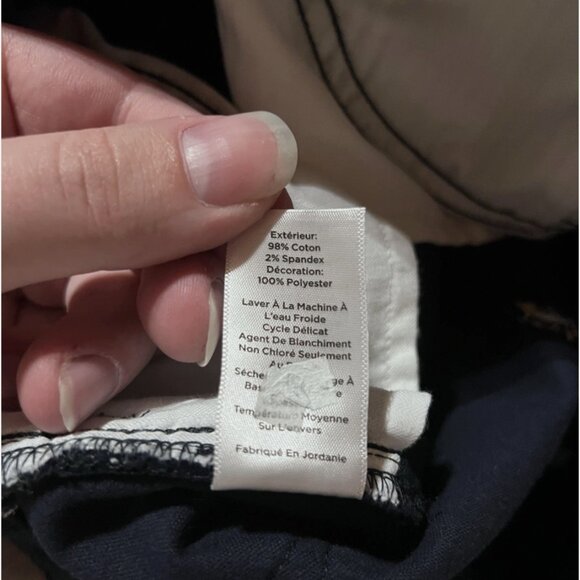 Extérieur:
98% Coton
2% Spandex
Décoration:
100% Polyester
Laver À La Machine À
L'eau Froide
Cycle Délicat
Agent De Blanchiment
Non Chloré Seulement
Au
À
Température Moyenne
Sur L'envers
Fabriqué En Jordanie